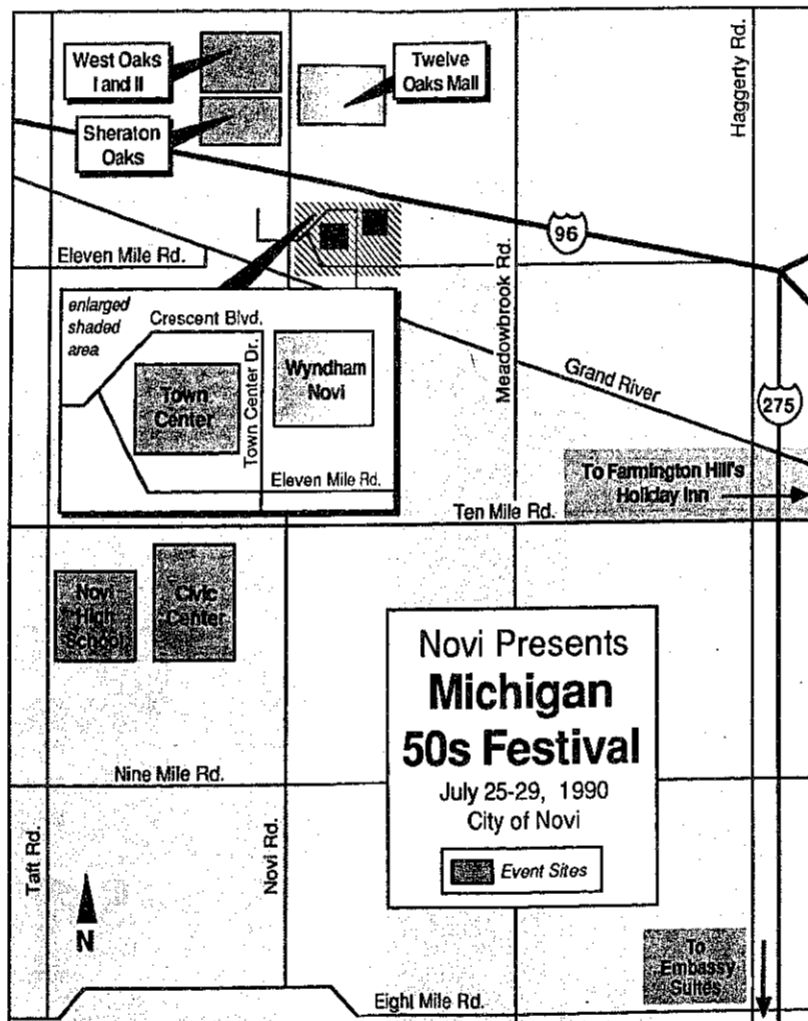 West Oaks
I and II
Twelve
Oaks Mall
Haggerty Rd.
Sheraton
Oaks
96
Eleven Mile Rd.
Meadowbrook Rd.
enlarged
shaded
area
Crescent Blvd.
Town Center Dr.
Wyndham
Novi
Town
Center
Grand River
275
Eleven Mile Rd.
To Farmington Hill's
Holiday Inn
Ten Mile Rd.
Novi
High
School
Civic
Center
Novi Presents
Michigan
50s Festival
July 25-29, 1990
City of Novi
Event Sites
Nine Mile Rd.
Taft Rd.
Novi Rd.
N
To
Embassy
Suites
Eight Mile Rd.